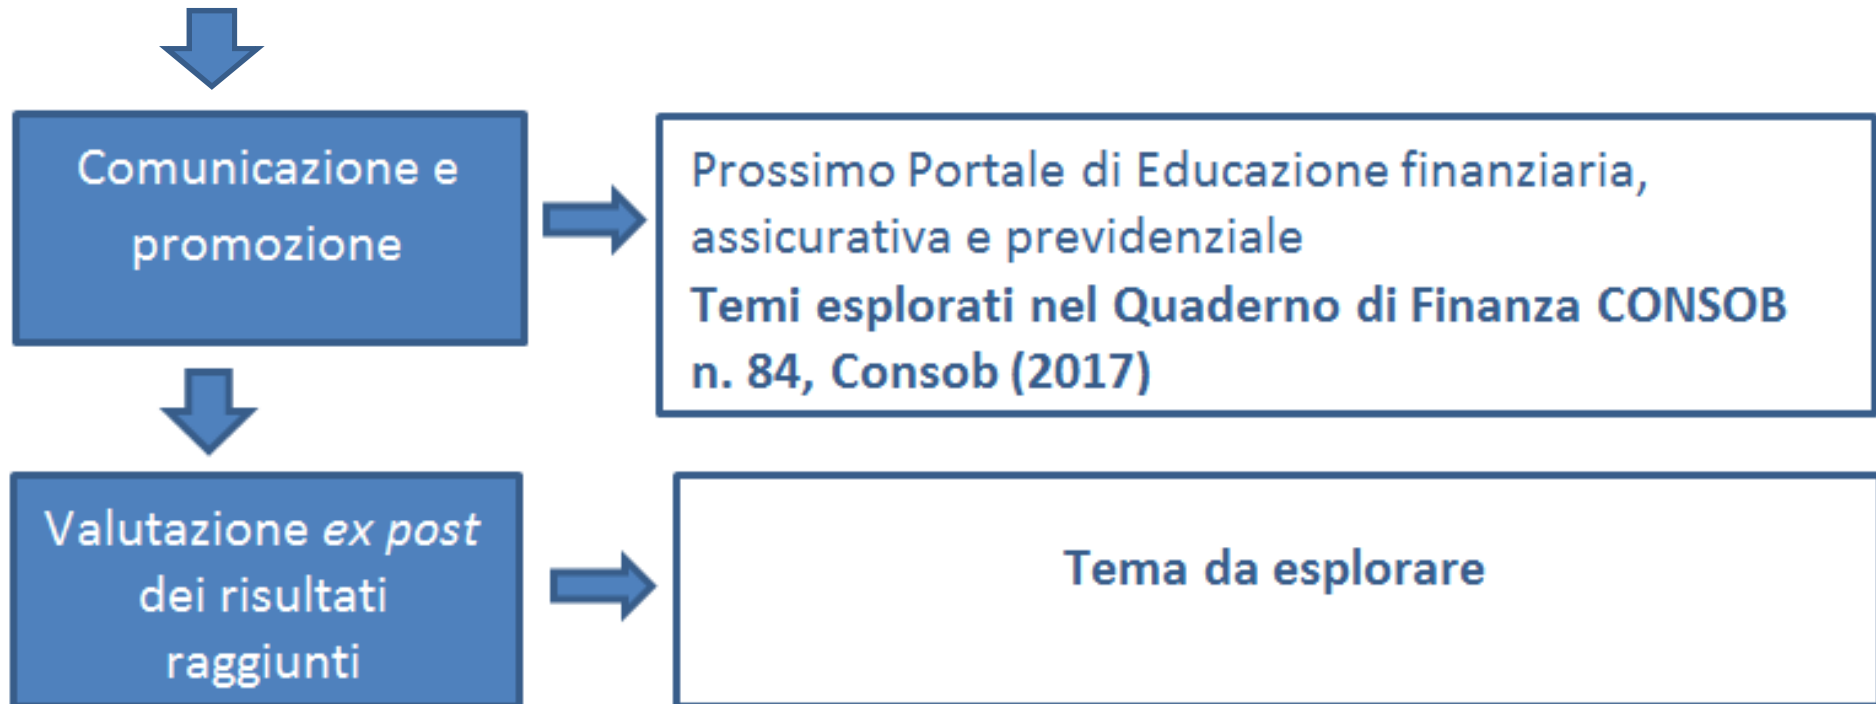 Comunicazione e
promozione
Prossimo Portale di Educazione finanziaria,
assicurativa e previdenziale
Temi esplorati nel Quaderno di Finanza CONSOB
n. 84, Consob (2017)
Valutazione ex post
dei risultati
raggiunti
Tema da esplorare